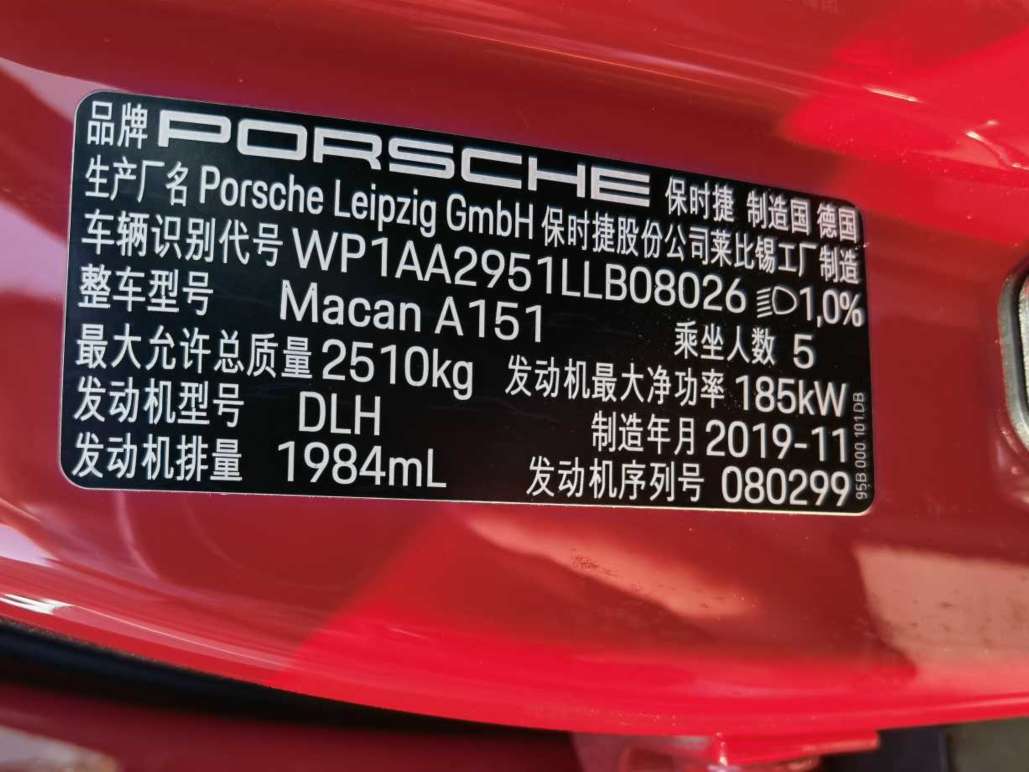 品牌 PORSCHE 保时捷 制造国 德国
生产厂名 Porsche Leipzig GmbH 保时捷股份公司莱比锡工厂制造
车辆识别代号 WP1AA2951LLB08026 1,0%
整车型号 Macan A151 乘坐人数 5
最大允许总质量 2510kg 发动机最大净功率 185kW
发动机型号 DLH 制造年月 2019-11
发动机排量 1984mL 发动机序列号 080299
95B 000 101.DB